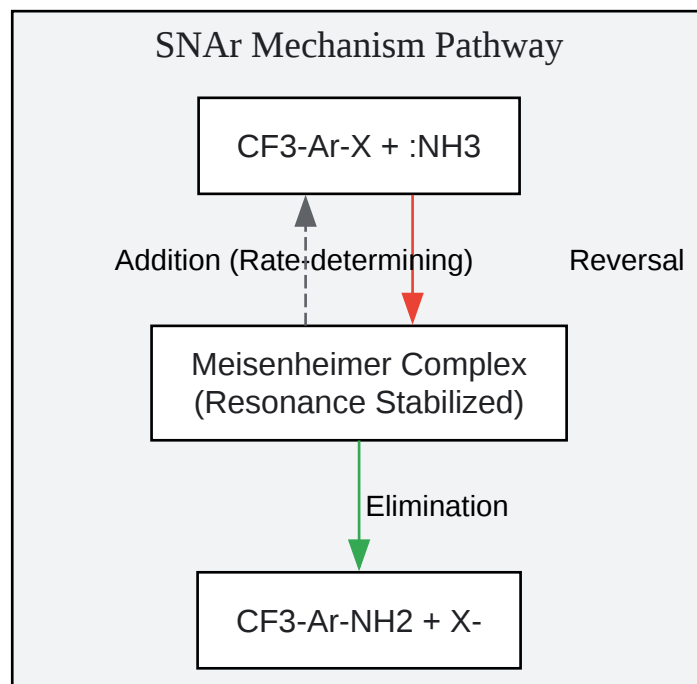 SNAr Mechanism Pathway
CF3-Ar-X + :NH3
Addition (Rate-determining)
Reversal
Meisenheimer Complex
(Resonance Stabilized)
Elimination
CF3-Ar-NH2 + X-